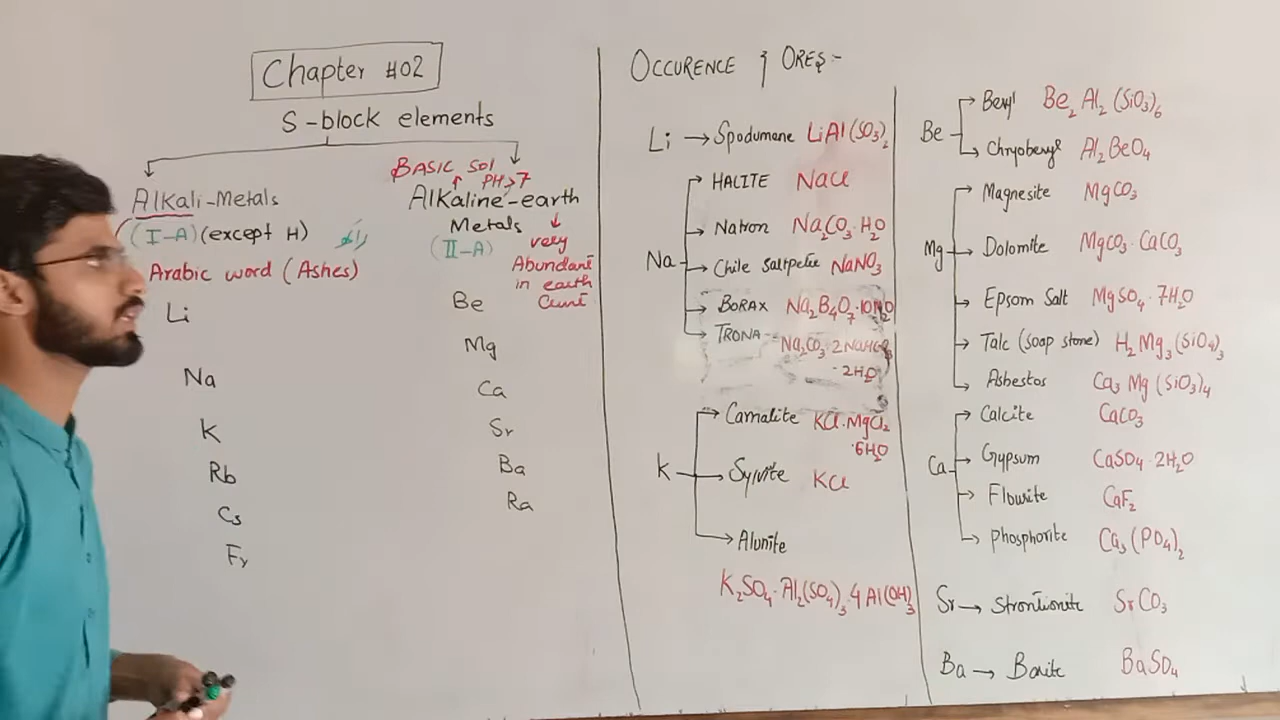 Chapter #02
S-block elements
Alkali-Metals
(I-A) (except H)
Arabic word (Ashes)
Li
Na
K
Rb
Cs
Fr
BASIC Sol
PH>7
Alkaline-earth
Metals
(II-A)
very
Abundant
in earth
Curst
Be
Mg
Ca
Sr
Ba
Ra
OCCURENCE & ORES:-
Li → Spodumane LiAl(SO₃)₂
Na
HALITE NaCl
Natron Na₂CO₃·H₂O
Chile Saltpetre NaNO₃
BORAX Na₂B₄O₇·10H₂O
TRONA Na₂CO₃·2NaHCO₃
·2H₂O
K
Carnalite KCl·MgCl₂
·6H₂O
Sylvite KCl
Alunite
K₂SO₄·Al₂(SO₄)₃·4Al(OH)₃
Be
Beryl Be₂Al₂(SiO₃)₆
Chryoberyl Al₂BeO₄
Mg
Magnesite MgCO₃
Dolomite MgCO₃·CaCO₃
Epsom Salt MgSO₄·7H₂O
Talc (Soap stone) H₂Mg₃(SiO₄)₃
Asbestos Ca₃Mg(SiO₃)₄
Ca
Calcite CaCO₃
Gypsum CaSO₄·2H₂O
Flourite CaF₂
Phosphorite Ca₃(PO₄)₂
Sr → Strontionite SrCO₃
Ba → Barite BaSO₄